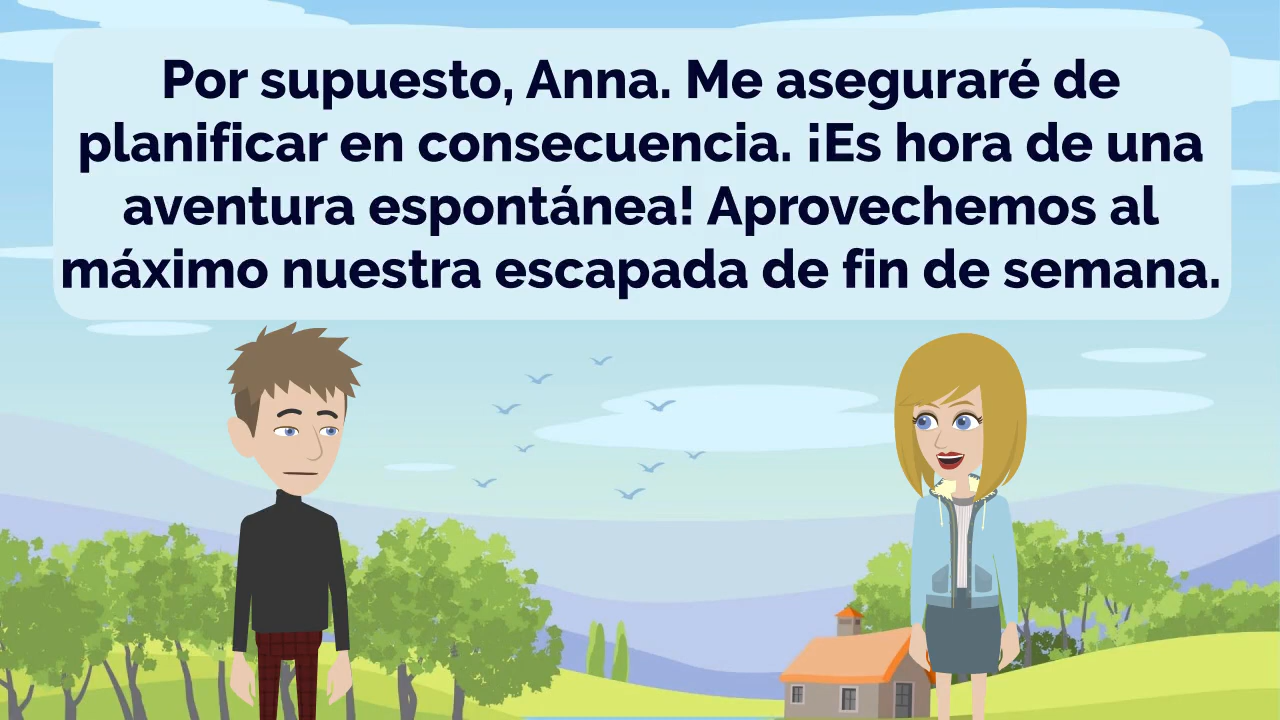 Por supuesto, Anna. Me aseguraré de
planificar en consecuencia. ¡Es hora de una
aventura espontánea! Aprovechemos al
máximo nuestra escapada de fin de semana.